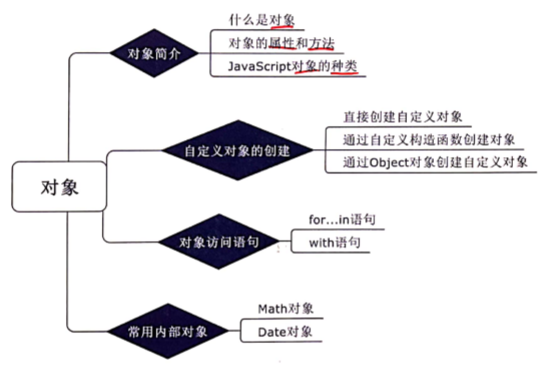 什么是对象
对象的属性和方法
对象简介
JavaScript对象的种类
直接创建自定义对象
自定义对象的创建
通过自定义构造函数创建对象
通过Object对象创建自定义对象
对象
for...in语句
对象访问语句
with语句
Math对象
常用内部对象
Date对象